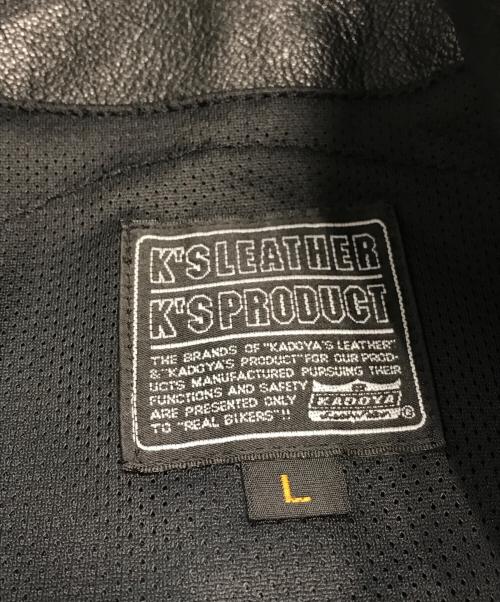 K'S LEATHER
K'S PRODUCT
THE BRANDS OF "KADOYA'S LEATHER"
& "KADOYA'S PRODUCT" FOR OUR PROD-
UCTS MANUFACTURED PURSUING THEIR
FUNCTIONS AND SAFETY
ARE PRESENTED ONLY
TO "REAL BIKERS"!!
KADOYA
®
L